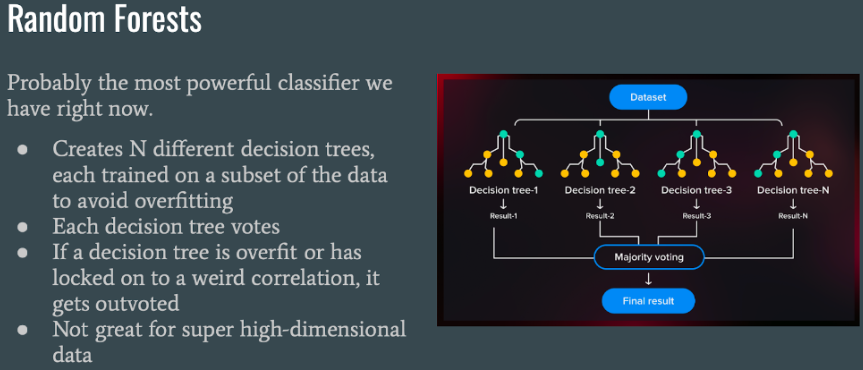 Random Forests
Probably the most powerful classifier we
have right now.
● Creates N different decision trees,
each trained on a subset of the data
to avoid overfitting
● Each decision tree votes
● If a decision tree is overfit or has
locked on to a weird correlation, it
gets outvoted
● Not great for super high-dimensional
data
Dataset
Decision tree-1
Decision tree-2
Decision tree-3
Decision tree-N
Result-1
Result-2
Result-3
Result-N
Majority voting
Final result